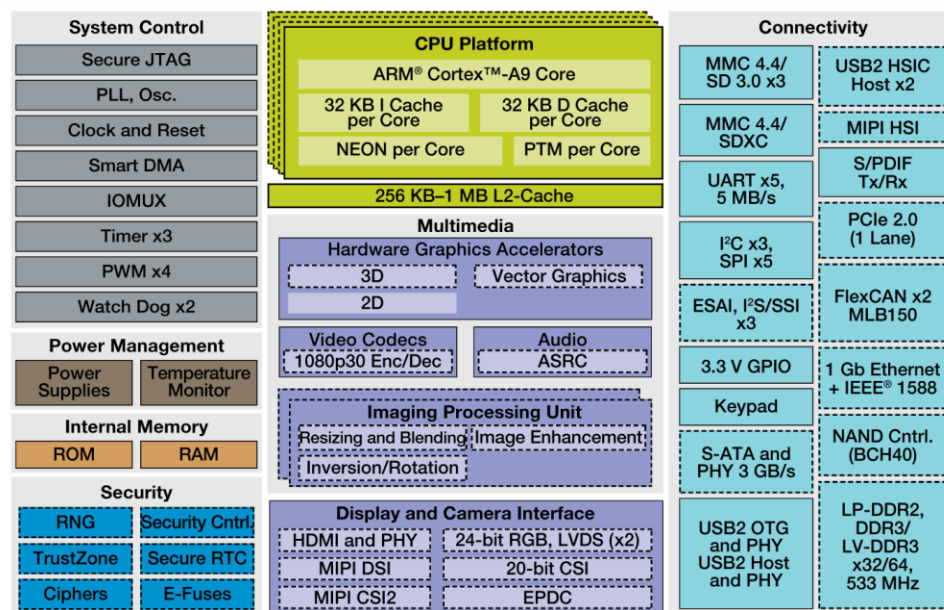 System Control
Secure JTAG
PLL, Osc.
Clock and Reset
Smart DMA
IOMUX
Timer x3
PWM x4
Watch Dog x2
Power Management
Power
Supplies
Temperature
Monitor
Internal Memory
ROM
RAM
Security
RNG
Security Cntrl.
TrustZone
Secure RTC
Ciphers
E-Fuses
CPU Platform
ARM® Cortex™-A9 Core
32 KB I Cache
per Core
32 KB D Cache
per Core
NEON per Core
PTM per Core
256 KB–1 MB L2-Cache
Multimedia
Hardware Graphics Accelerators
3D
Vector Graphics
2D
Video Codecs
1080p30 Enc/Dec
Audio
ASRC
Imaging Processing Unit
Resizing and Blending
Image Enhancement
Inversion/Rotation
Display and Camera Interface
HDMI and PHY
24-bit RGB, LVDS (x2)
MIPI DSI
20-bit CSI
MIPI CSI2
EPDC
Connectivity
MMC 4.4/
SD 3.0 x3
MMC 4.4/
SDXC
UART x5,
5 MB/s
I²C x3,
SPI x5
ESAI, I²S/SSI
x3
3.3 V GPIO
Keypad
S-ATA and
PHY 3 GB/s
USB2 OTG
and PHY
USB2 Host
and PHY
USB2 HSIC
Host x2
MIPI HSI
S/PDIF
Tx/Rx
PCIe 2.0
(1 Lane)
FlexCAN x2
MLB150
1 Gb Ethernet
+ IEEE® 1588
NAND Cntrl.
(BCH40)
LP-DDR2,
DDR3/
LV-DDR3
x32/64,
533 MHz